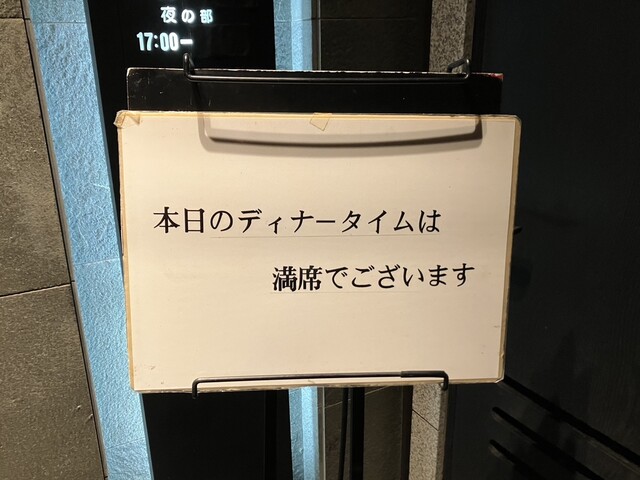 夜の部
17:00ー
本日のディナータイムは
満席でございます